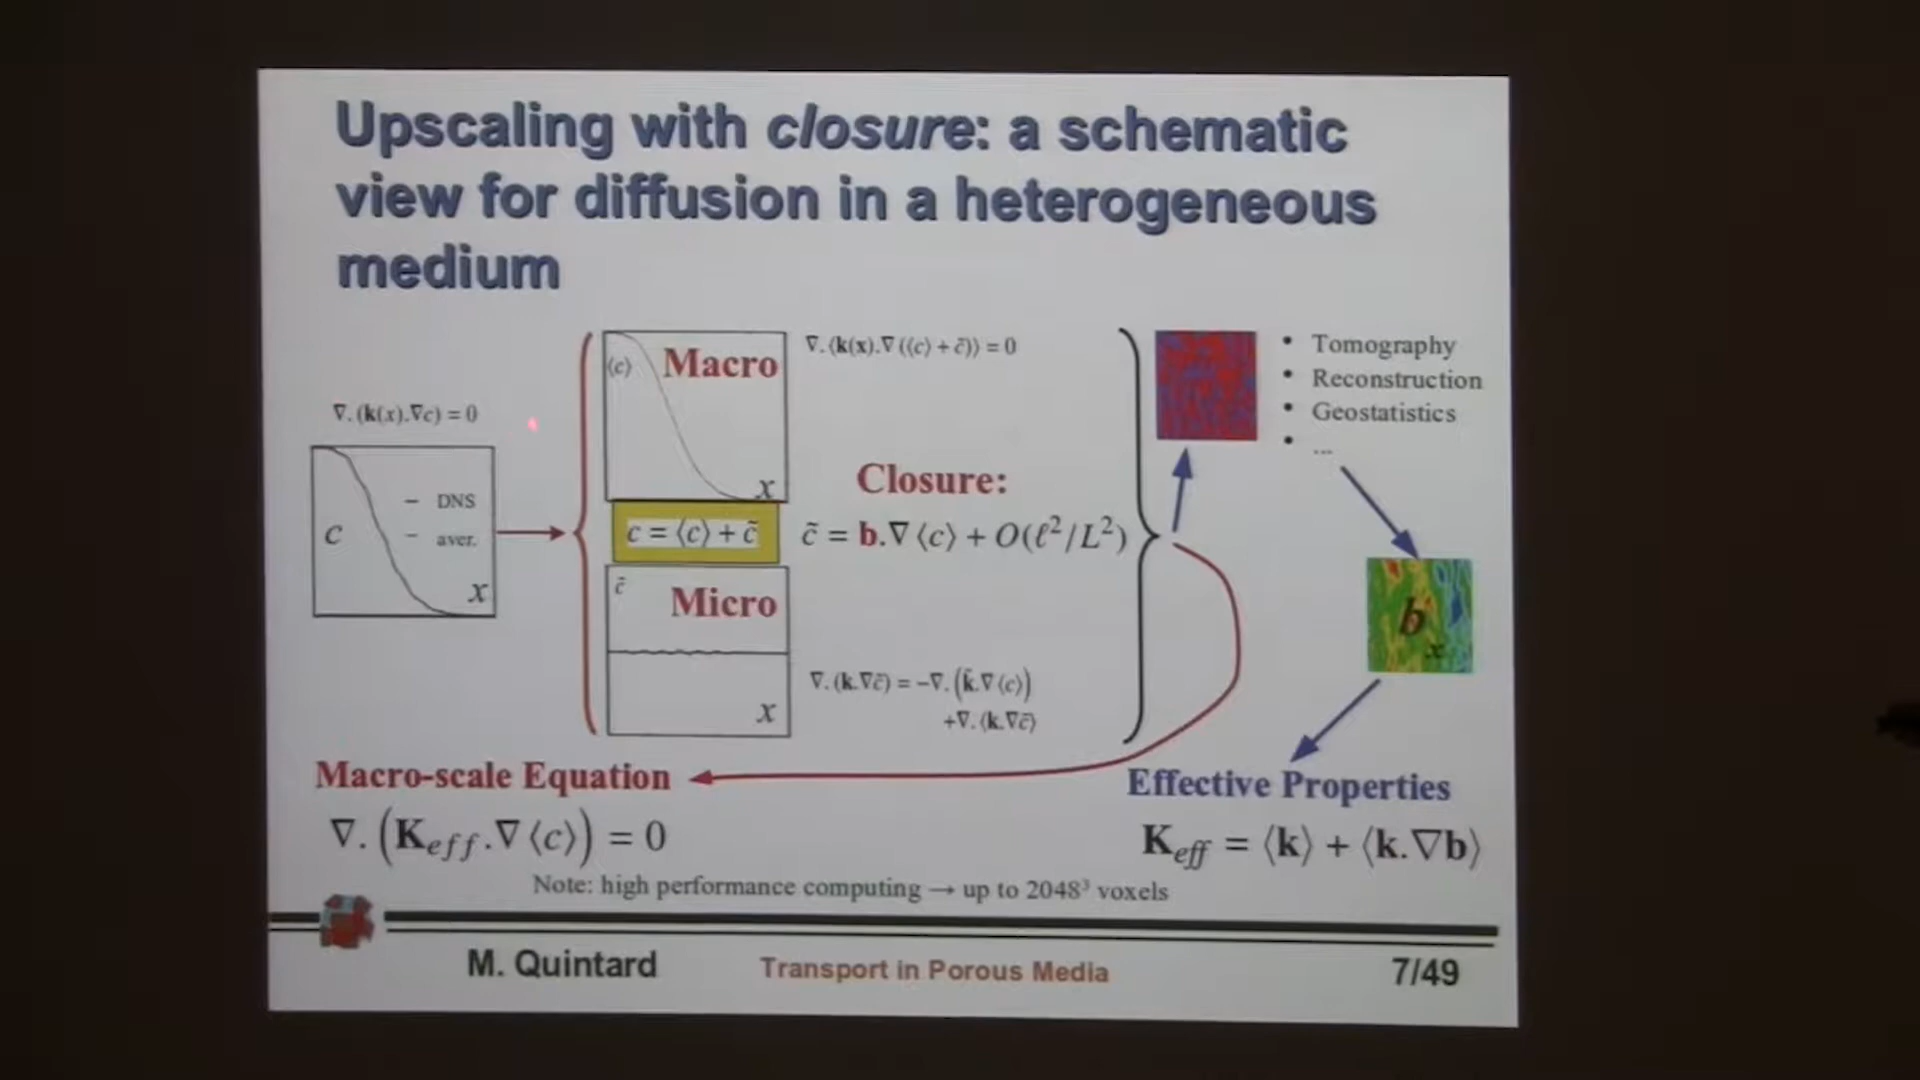 Upscaling with closure: a schematic
view for diffusion in a heterogeneous
medium
∇.(k(x).∇c) = 0
c
– DNS
– aver.
x
⟨c⟩
Macro
x
∇.⟨k(x).∇(⟨c⟩ + c̃)⟩ = 0
c = ⟨c⟩ + c̃
Closure:
c̃ = b.∇⟨c⟩ + O(ℓ²/L²)
c̃
Micro
x
∇.(k.∇c̃) = −∇.(k̃.∇⟨c⟩)
+∇.⟨k.∇c̃⟩
• Tomography
• Reconstruction
• Geostatistics
• ...
b
x
Macro-scale Equation
∇.(K_eff.∇⟨c⟩) = 0
Effective Properties
K_eff = ⟨k⟩ + ⟨k.∇b⟩
Note: high performance computing → up to 2048³ voxels
M. Quintard
Transport in Porous Media
7/49